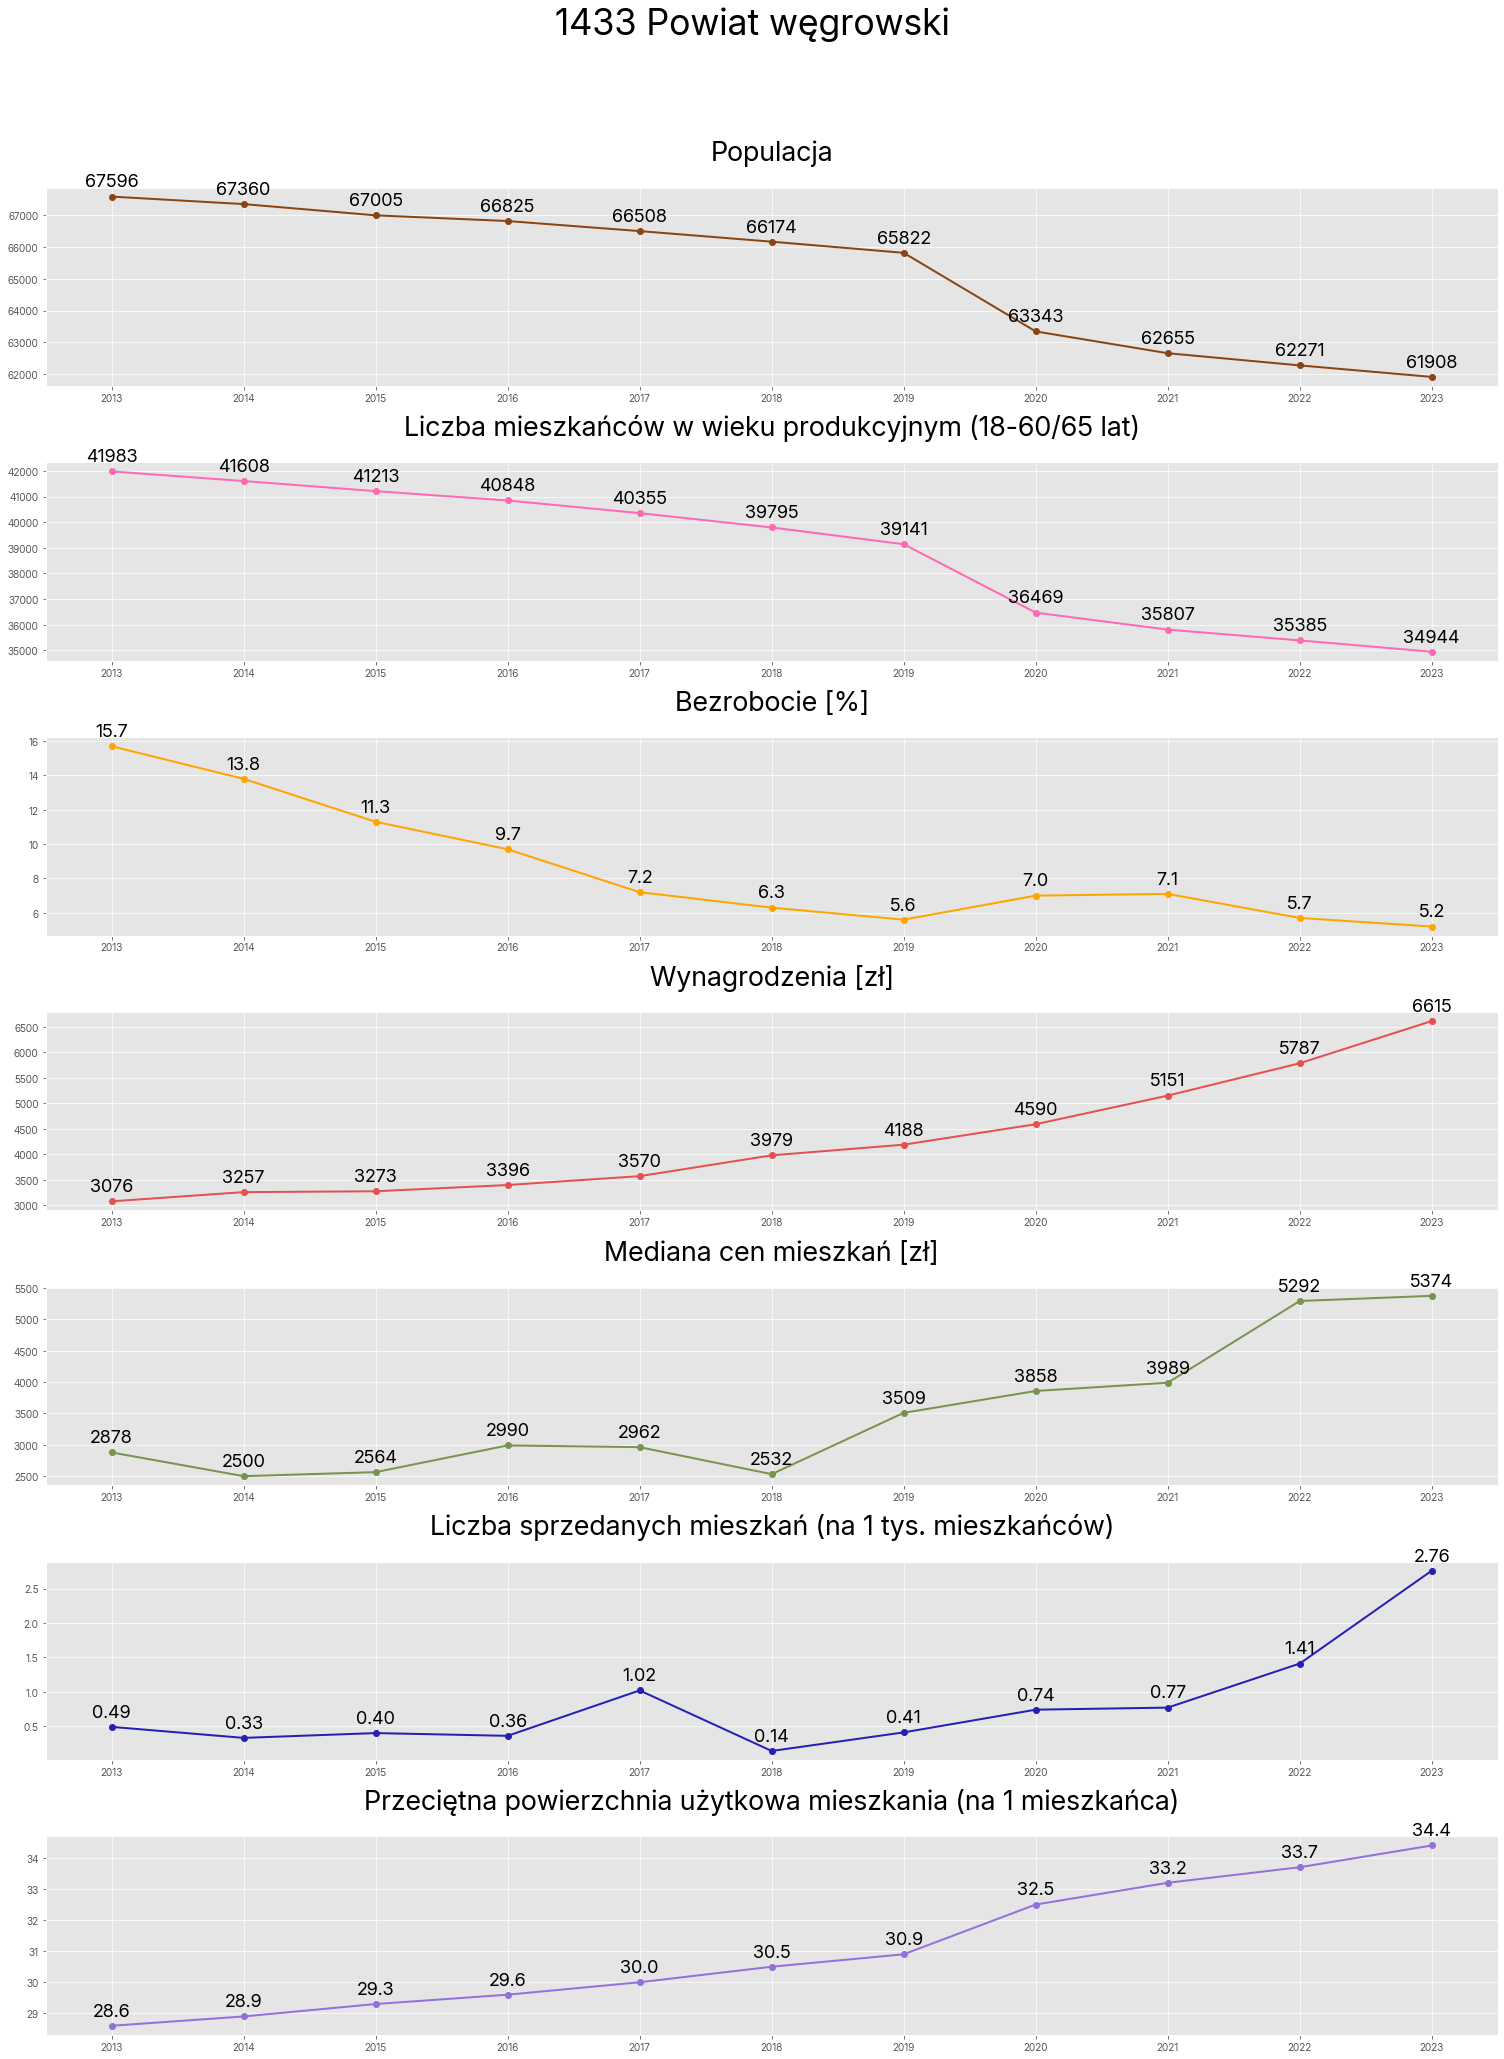 1433 Powiat węgrowski
Populacja
67596 67360 67005 66825 66508 66174 65822 63343 62655 62271 61908
67000
66000
65000
64000
63000
62000
2013 2014 2015 2016 2017 2018 2019 2020 2021 2022 2023
Liczba mieszkańców w wieku produkcyjnym (18-60/65 lat)
41983 41608 41213 40848 40355 39795 39141 36469 35807 35385 34944
42000
41000
40000
39000
38000
37000
36000
35000
2013 2014 2015 2016 2017 2018 2019 2020 2021 2022 2023
Bezrobocie [%]
15.7 13.8 11.3 9.7 7.2 6.3 5.6 7.0 7.1 5.7 5.2
16
14
12
10
8
6
2013 2014 2015 2016 2017 2018 2019 2020 2021 2022 2023
Wynagrodzenia [zł]
3076 3257 3273 3396 3570 3979 4188 4590 5151 5787 6615
6500
6000
5500
5000
4500
4000
3500
3000
2013 2014 2015 2016 2017 2018 2019 2020 2021 2022 2023
Mediana cen mieszkań [zł]
2878 2500 2564 2990 2962 2532 3509 3858 3989 5292 5374
5500
5000
4500
4000
3500
3000
2500
2013 2014 2015 2016 2017 2018 2019 2020 2021 2022 2023
Liczba sprzedanych mieszkań (na 1 tys. mieszkańców)
0.49 0.33 0.40 0.36 1.02 0.14 0.41 0.74 0.77 1.41 2.76
2.5
2.0
1.5
1.0
0.5
2013 2014 2015 2016 2017 2018 2019 2020 2021 2022 2023
Przeciętna powierzchnia użytkowa mieszkania (na 1 mieszkańca)
28.6 28.9 29.3 29.6 30.0 30.5 30.9 32.5 33.2 33.7 34.4
34
33
32
31
30
29
2013 2014 2015 2016 2017 2018 2019 2020 2021 2022 2023